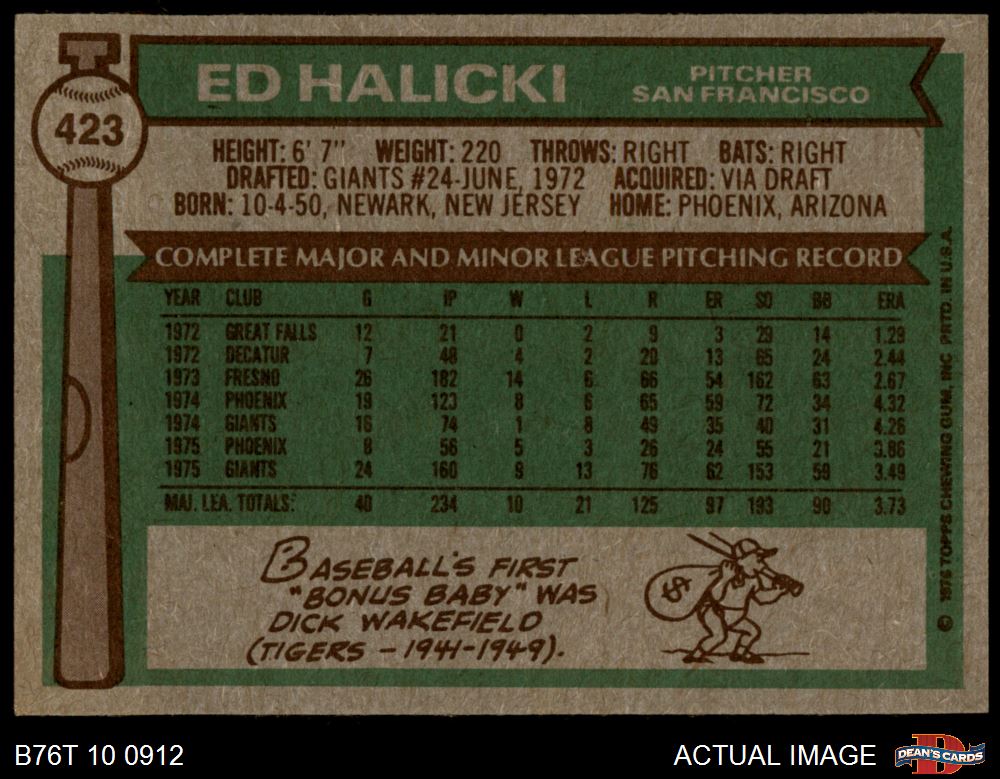 423
ED HALICKI
PITCHER
SAN FRANCISCO
HEIGHT: 6' 7" WEIGHT: 220 THROWS: RIGHT BATS: RIGHT
DRAFTED: GIANTS #24-JUNE, 1972 ACQUIRED: VIA DRAFT
BORN: 10-4-50, NEWARK, NEW JERSEY HOME: PHOENIX, ARIZONA
COMPLETE MAJOR AND MINOR LEAGUE PITCHING RECORD
YEAR CLUB G IP W L R ER SO BB ERA
1972 GREAT FALLS 12 21 0 2 9 3 29 14 1.29
1972 DECATUR 7 48 4 2 20 13 65 24 2.44
1973 FRESNO 26 182 14 6 66 54 162 63 2.67
1974 PHOENIX 19 123 8 6 65 59 72 34 4.32
1974 GIANTS 16 74 1 8 49 35 40 31 4.26
1975 PHOENIX 8 56 5 3 26 24 55 21 3.86
1975 GIANTS 24 160 9 13 76 62 153 59 3.49
MAJ. LEA. TOTALS: 40 234 10 21 125 97 193 90 3.73
BASEBALL'S FIRST
"BONUS BABY" WAS
DICK WAKEFIELD
(TIGERS - 1941-1949).
$
© 1976 TOPPS CHEWING GUM, INC PRTD. IN U.S.A.
B76T 10 0912
ACTUAL IMAGE
DEAN'S CARDS